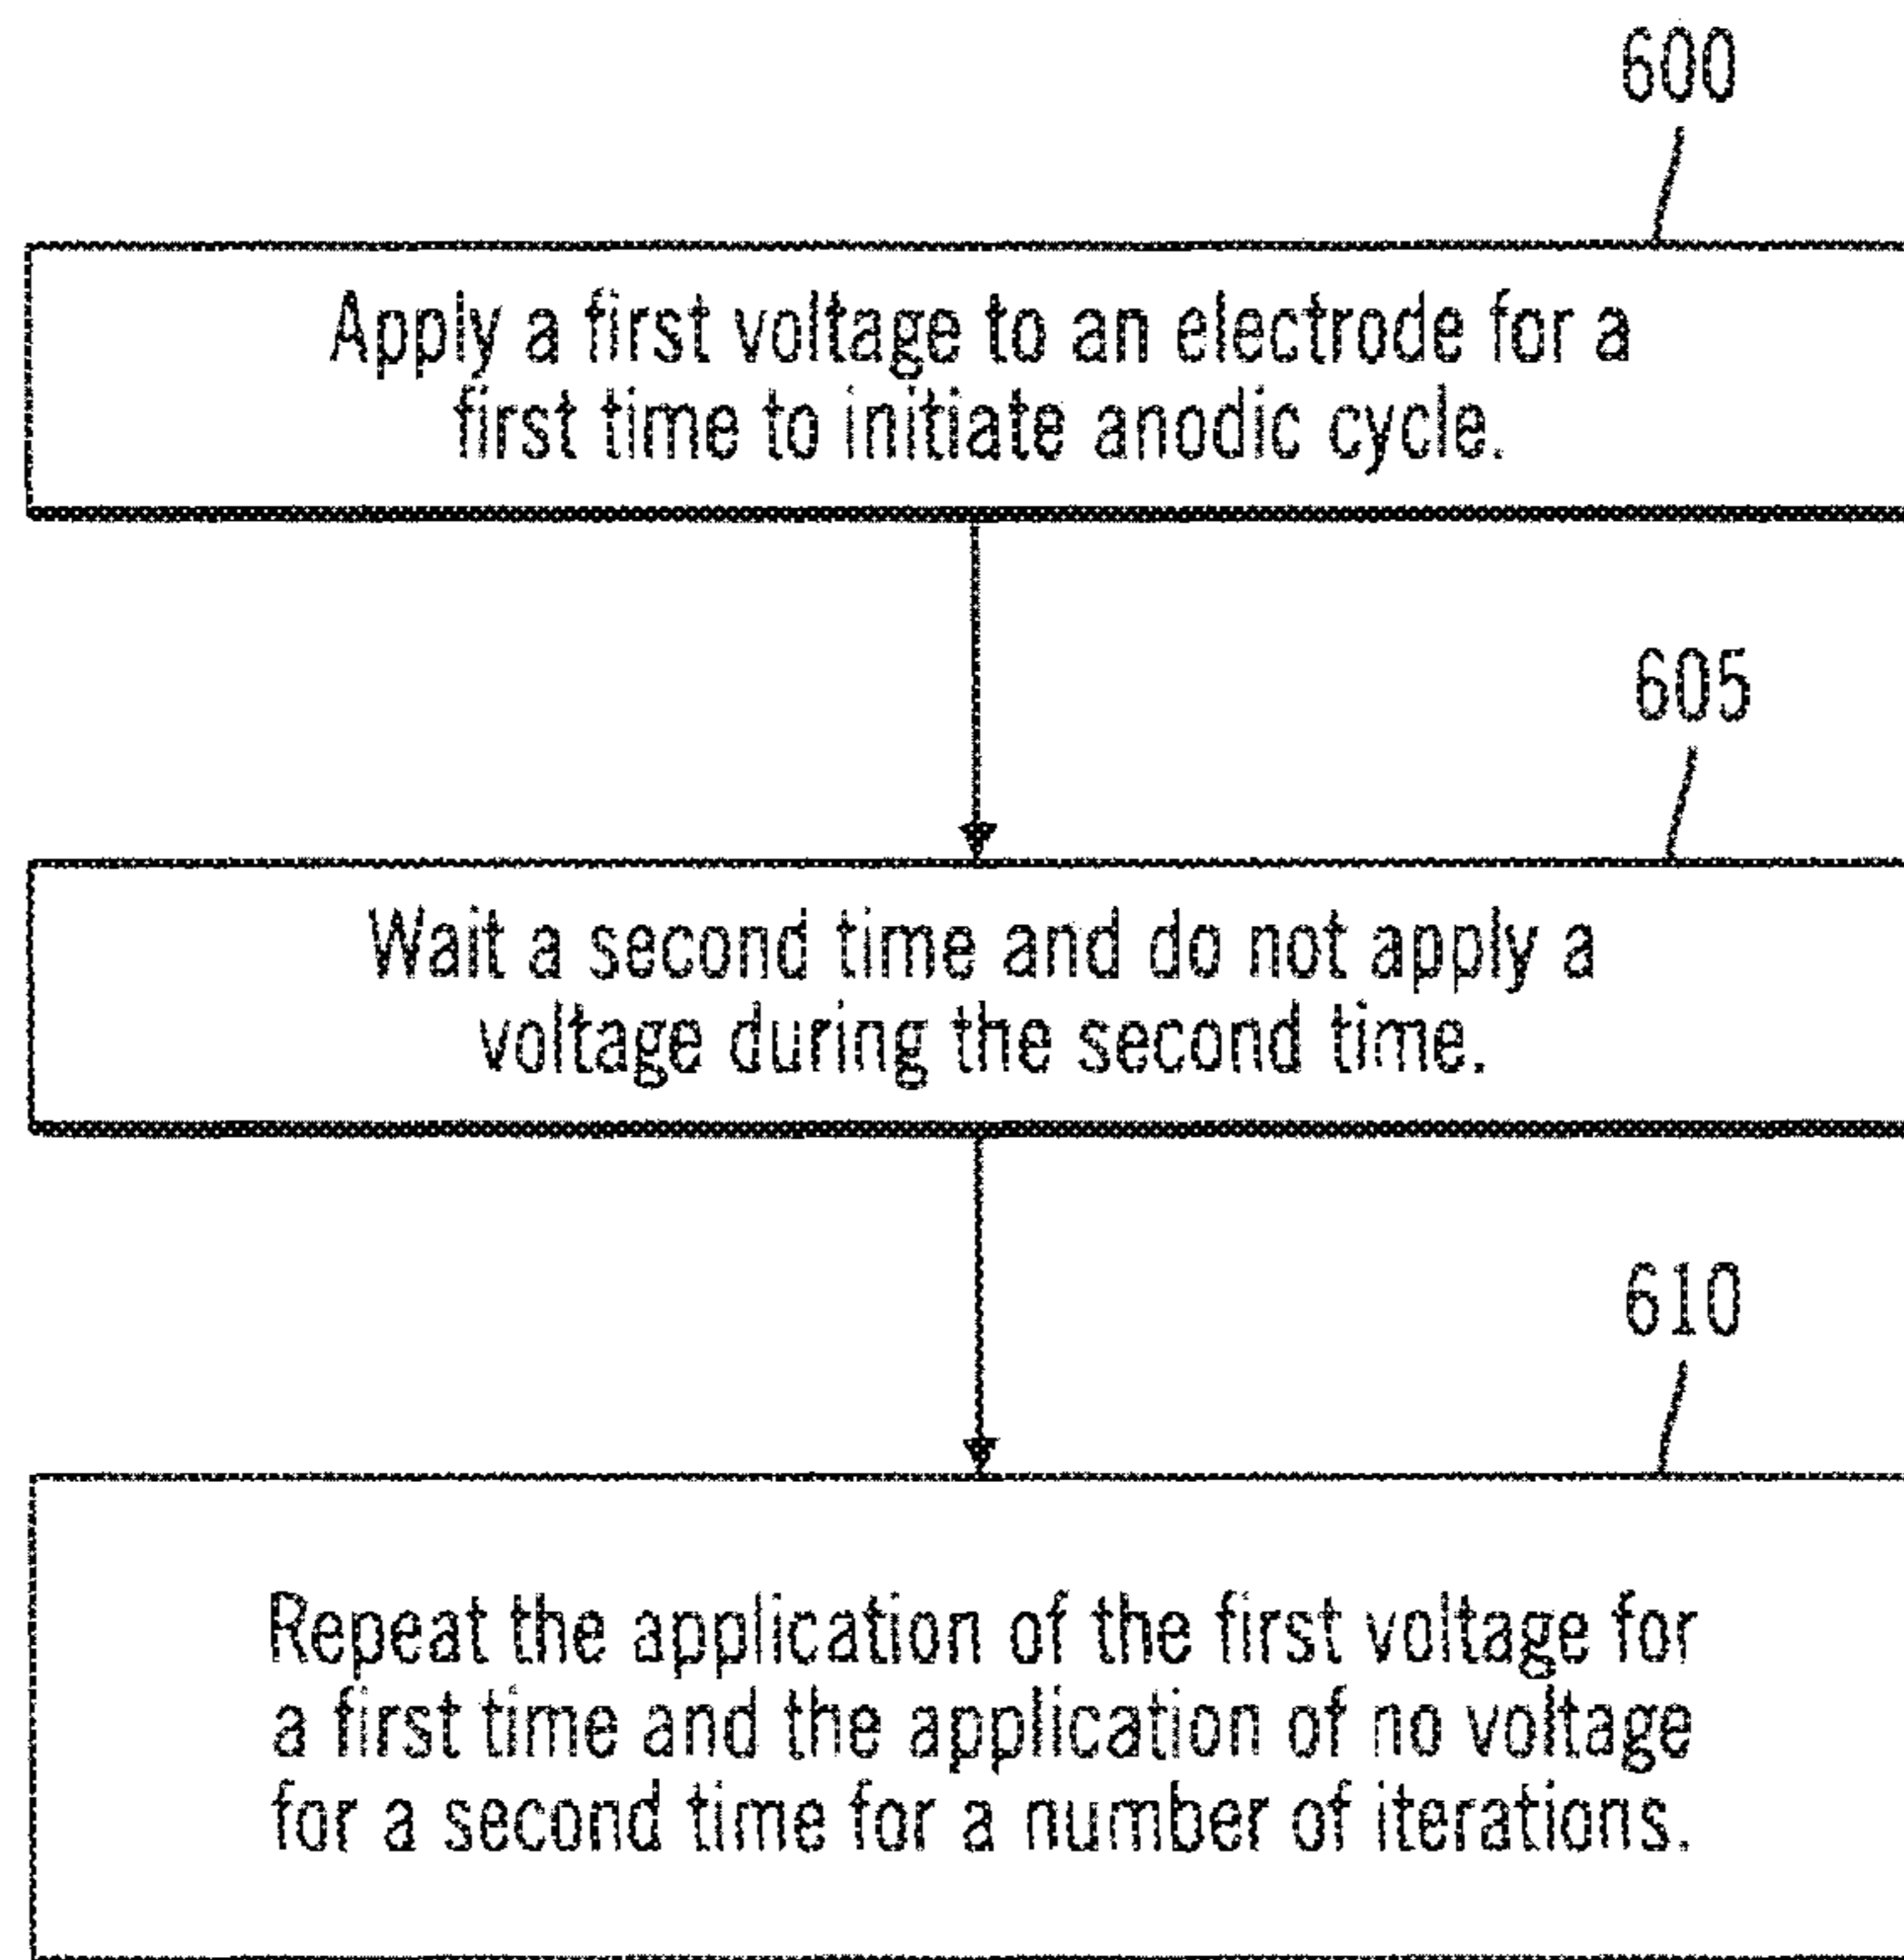 600
Apply a first voltage to an electrode for a
first time to initiate anodic cycle.
605
Wait a second time and do not apply a
voltage during the second time.
610
Repeat the application of the first voltage for
a first time and the application of no voltage
for a second time for a number of iterations.